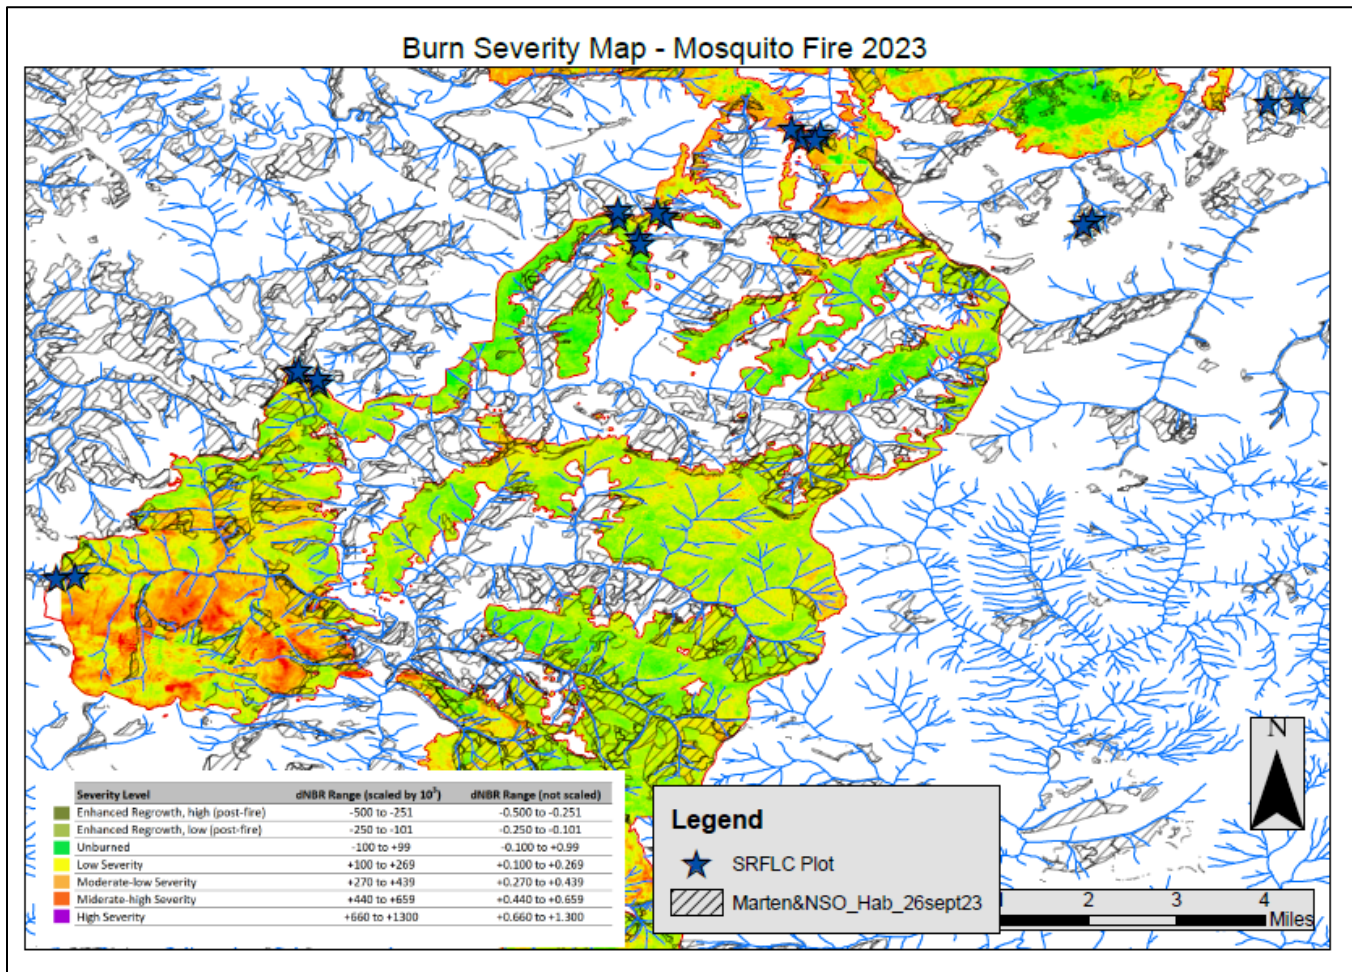 Burn Severity Map - Mosquito Fire 2023
N
Severity Level dNBR Range (scaled by 10³) dNBR Range (not scaled)
Enhanced Regrowth, high (post-fire) -500 to -251 -0.500 to -0.251
Enhanced Regrowth, low (post-fire) -250 to -101 -0.250 to -0.101
Unburned -100 to +99 -0.100 to +0.99
Low Severity +100 to +269 +0.100 to +0.269
Moderate-low Severity +270 to +439 +0.270 to +0.439
Miderate-high Severity +440 to +659 +0.440 to +0.659
High Severity +660 to +1300 +0.660 to +1.300
Legend
SRFLC Plot
Marten&NSO_Hab_26sept23
1 2 3 4
Miles